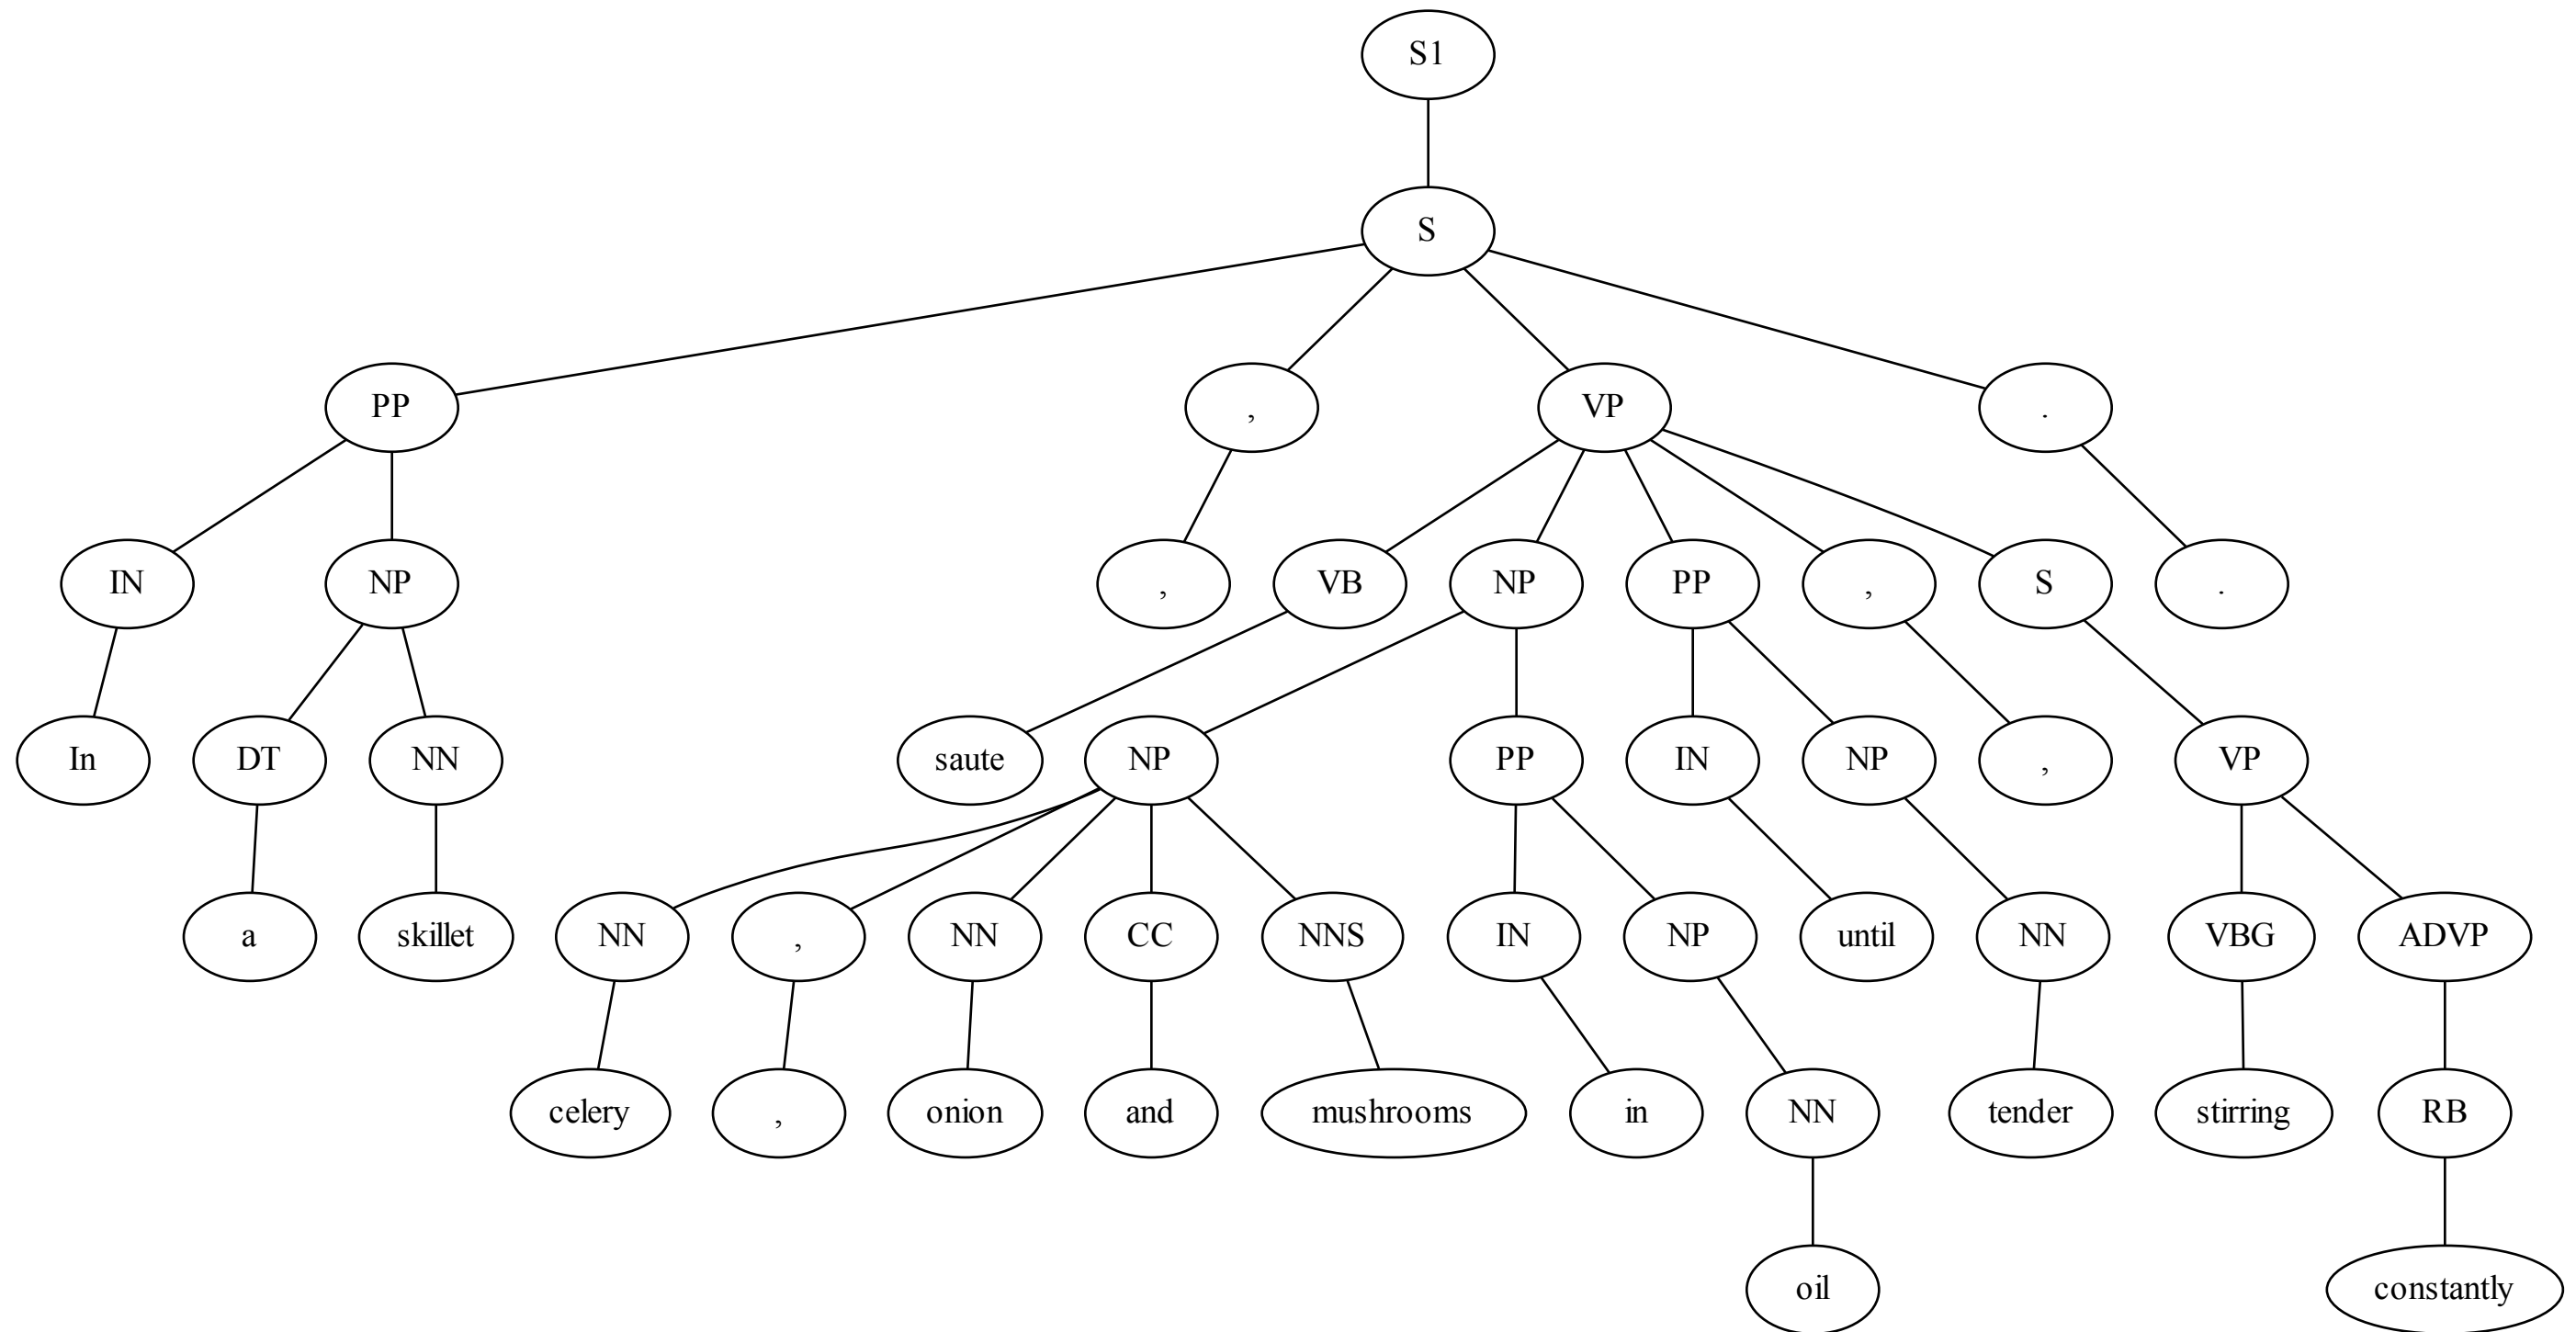 S1
S
PP , VP .
IN NP , VB NP PP , S .
In DT NN saute NP PP IN NP , VP
a skillet NN , NN CC NNS IN NP until NN VBG ADVP
celery , onion and mushrooms in NN tender stirring RB
oil constantly